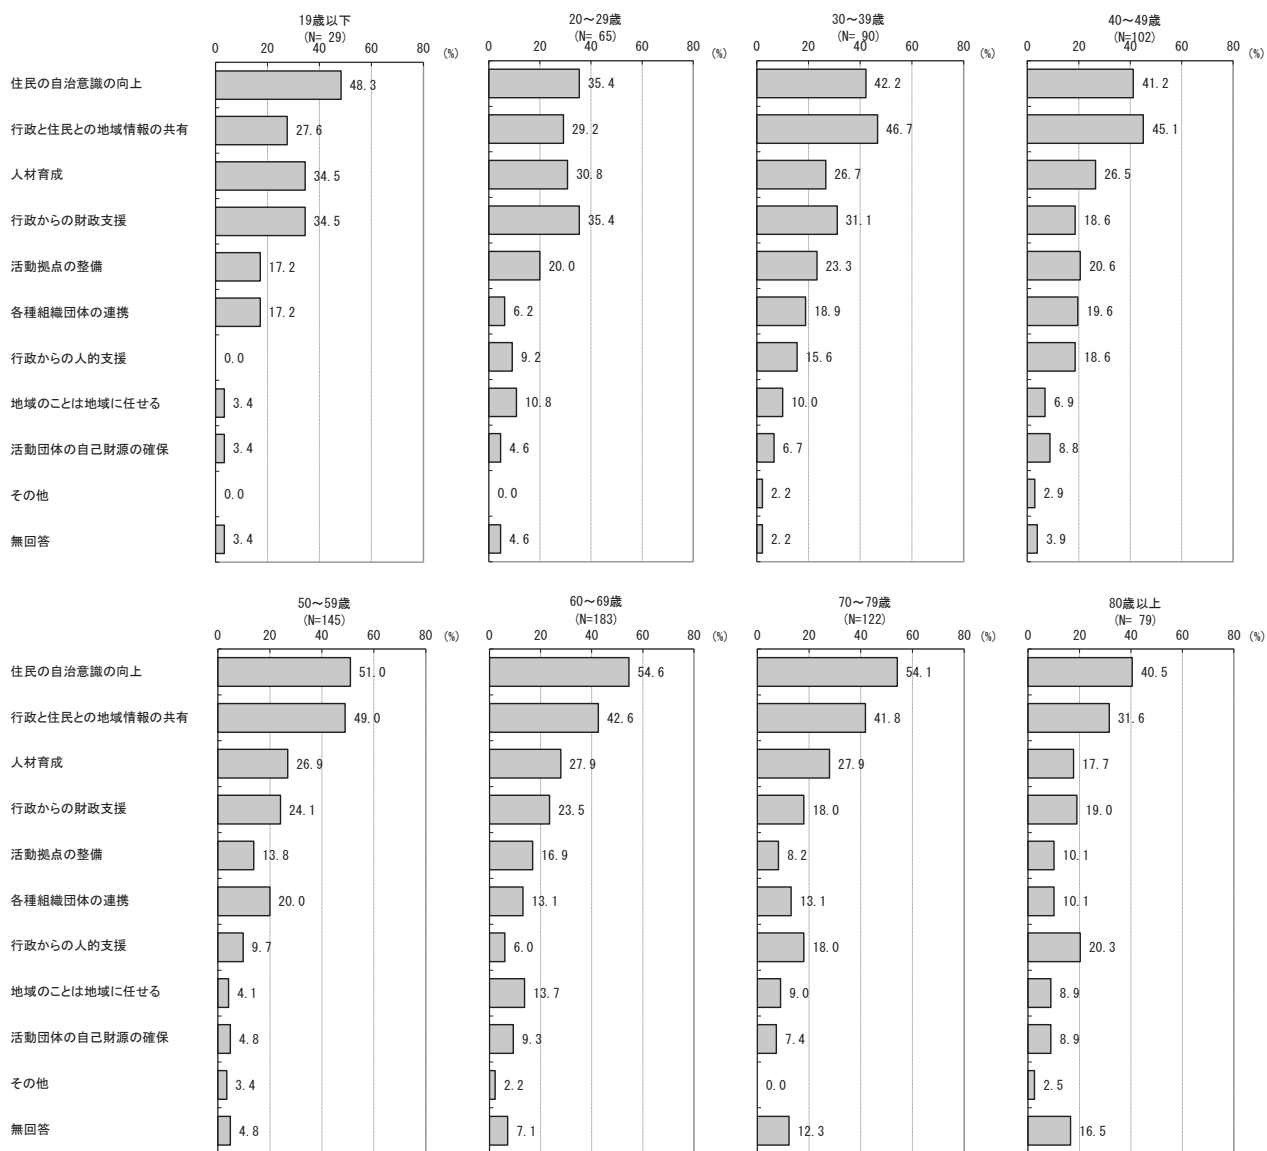 19歳以下
(N= 29)
0 20 40 60 80 (%)
20～29歳
(N= 65)
0 20 40 60 80 (%)
30～39歳
(N= 90)
0 20 40 60 80 (%)
40～49歳
(N=102)
0 20 40 60 80 (%)
住民の自治意識の向上 48.3 35.4 42.2 41.2
行政と住民との地域情報の共有 27.6 29.2 46.7 45.1
人材育成 34.5 30.8 26.7 26.5
行政からの財政支援 34.5 35.4 31.1 18.6
活動拠点の整備 17.2 20.0 23.3 20.6
各種組織団体の連携 17.2 6.2 18.9 19.6
行政からの人的支援 0.0 9.2 15.6 18.6
地域のことは地域に任せる 3.4 10.8 10.0 6.9
活動団体の自己財源の確保 3.4 4.6 6.7 8.8
その他 0.0 0.0 2.2 2.9
無回答 3.4 4.6 2.2 3.9
50～59歳
(N=145)
0 20 40 60 80 (%)
60～69歳
(N=183)
0 20 40 60 80 (%)
70～79歳
(N=122)
0 20 40 60 80 (%)
80歳以上
(N= 79)
0 20 40 60 80 (%)
住民の自治意識の向上 51.0 54.6 54.1 40.5
行政と住民との地域情報の共有 49.0 42.6 41.8 31.6
人材育成 26.9 27.9 27.9 17.7
行政からの財政支援 24.1 23.5 18.0 19.0
活動拠点の整備 13.8 16.9 8.2 10.1
各種組織団体の連携 20.0 13.1 13.1 10.1
行政からの人的支援 9.7 6.0 18.0 20.3
地域のことは地域に任せる 4.1 13.7 9.0 8.9
活動団体の自己財源の確保 4.8 9.3 7.4 8.9
その他 3.4 2.2 0.0 2.5
無回答 4.8 7.1 12.3 16.5